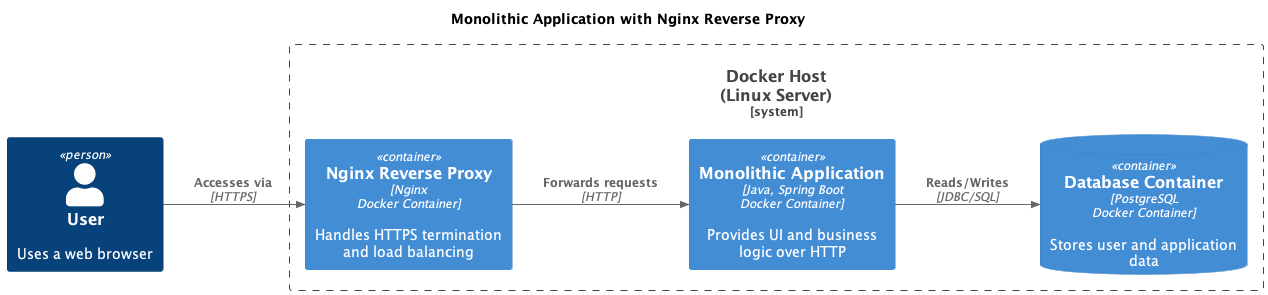 Monolithic Application with Nginx Reverse Proxy
Docker Host
(Linux Server)
[system]
«person»
User
Uses a web browser
Accesses via
[HTTPS]
«container»
Nginx Reverse Proxy
[Nginx
Docker Container]
Handles HTTPS termination
and load balancing
Forwards requests
[HTTP]
«container»
Monolithic Application
[Java, Spring Boot
Docker Container]
Provides UI and business
logic over HTTP
Reads/Writes
[JDBC/SQL]
«container»
Database Container
[PostgreSQL
Docker Container]
Stores user and application
data